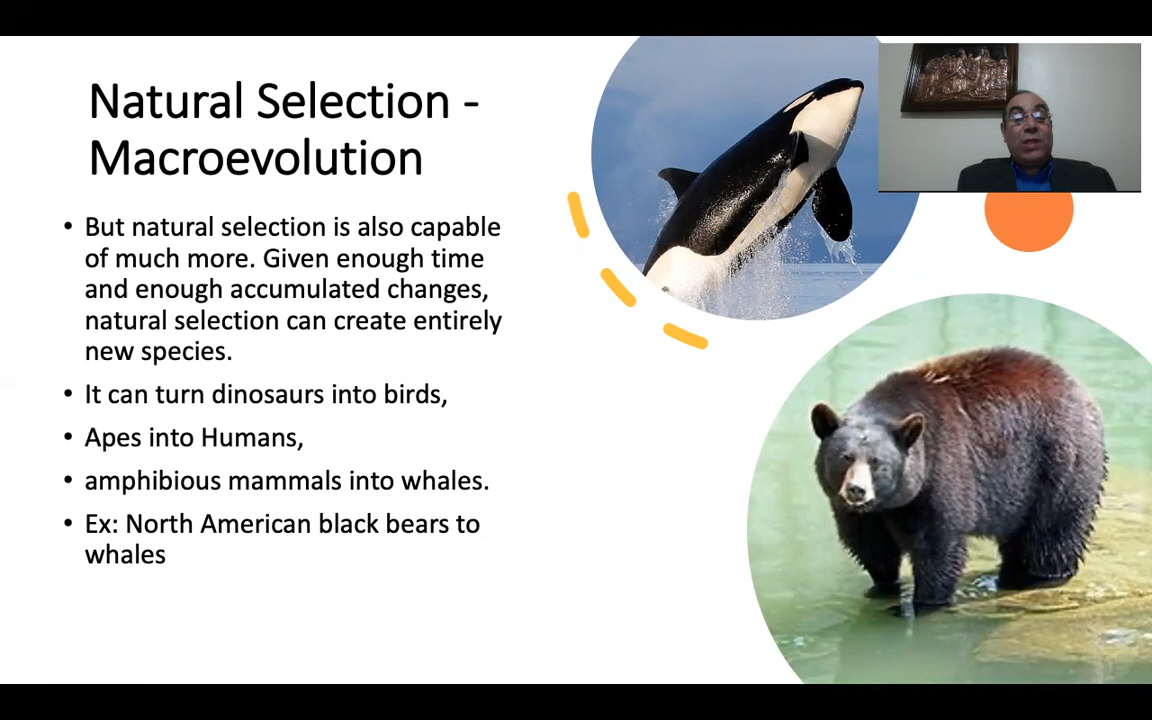 Natural Selection -
Macroevolution
• But natural selection is also capable
of much more. Given enough time
and enough accumulated changes,
natural selection can create entirely
new species.
• It can turn dinosaurs into birds,
• Apes into Humans,
• amphibious mammals into whales.
• Ex: North American black bears to
whales